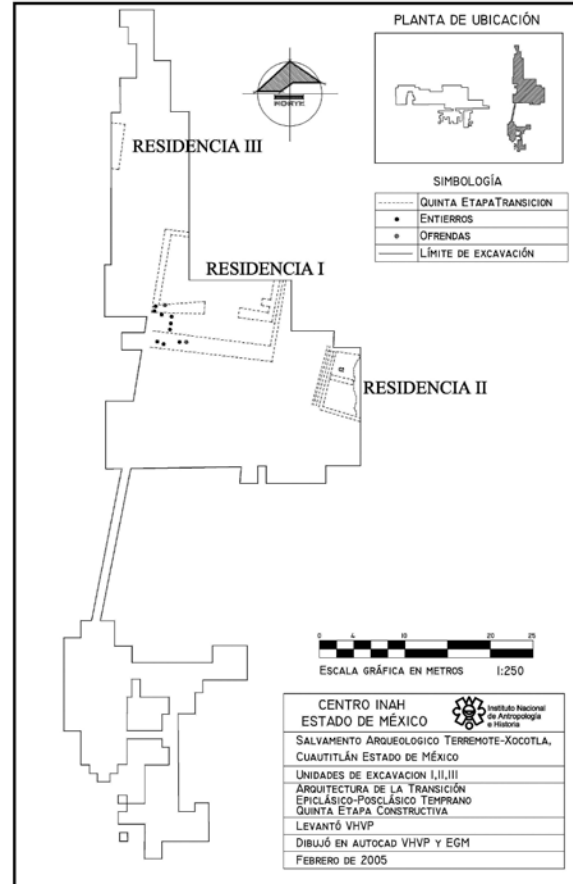 PLANTA DE UBICACIÓN
NORTE
RESIDENCIA III
SIMBOLOGÍA
QUINTA ETAPA TRANSICION
ENTIERROS
OFRENDAS
LÍMITE DE EXCAVACIÓN
RESIDENCIA I
RESIDENCIA II
0 4 10 20 25
ESCALA GRÁFICA EN METROS 1:250
CENTRO INAH
ESTADO DE MÉXICO
Instituto Nacional
de Antropología
e Historia
SALVAMENTO ARQUEOLOGICO TERREMOTE-XOCOTLA,
CUAUTITLÁN ESTADO DE MÉXICO
UNIDADES DE EXCAVACION I,II,III
ARQUITECTURA DE LA TRANSICIÓN
EPICLÁSICO-POSCLÁSICO TEMPRANO
QUINTA ETAPA CONSTRUCTIVA
LEVANTÓ VHVP
DIBUJÓ EN AUTOCAD VHVP Y EGM
FEBRERO DE 2005